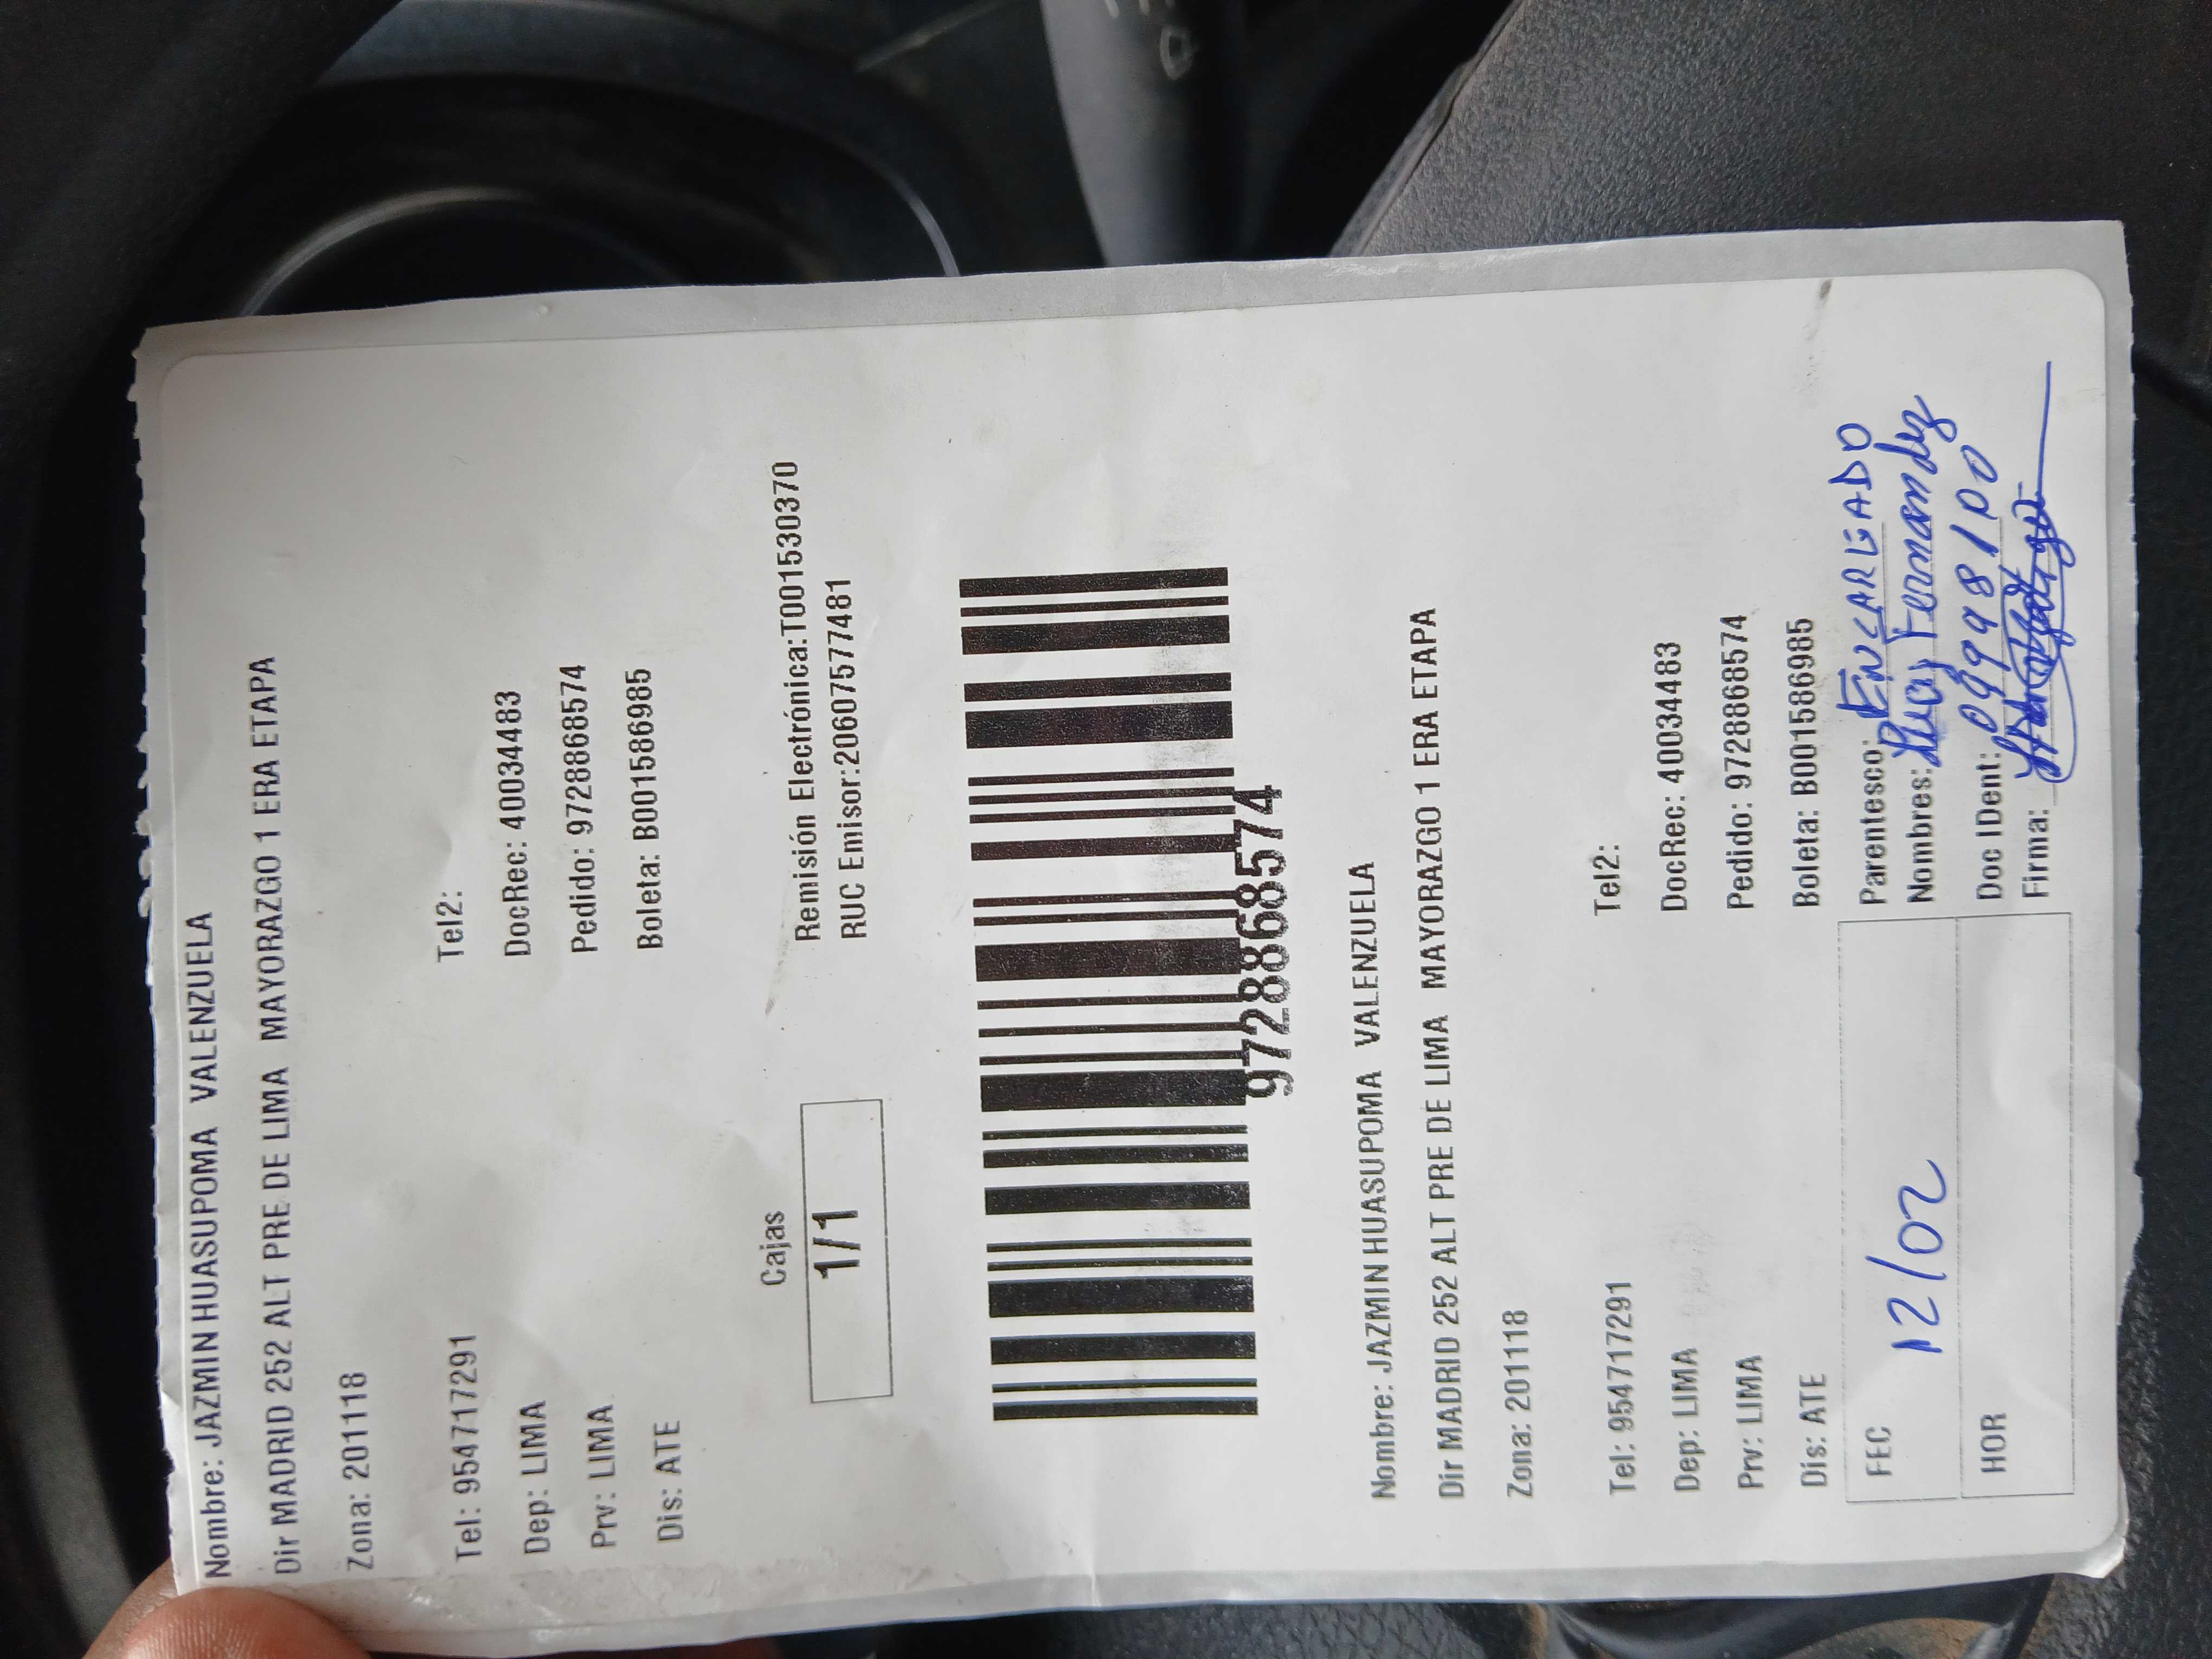 Nombre: JAZMIN HUASUPOMA VALENZUELA
Dir MADRID 252 ALT PRE DE LIMA MAYORAZGO 1 ERA ETAPA
Zona: 201118
Tel: 954717291 Tel2:
Dep: LIMA DocRec: 40034483
Prv: LIMA Pedido: 9728868574
Dis: ATE Boleta: B001586985
Cajas
1/1
Remisión Electrónica:T001530370
RUC Emisor:20607577481
9728868574
Nombre: JAZMIN HUASUPOMA VALENZUELA
Dir MADRID 252 ALT PRE DE LIMA MAYORAZGO 1 ERA ETAPA
Zona: 201118
Tel: 954717291 Tel2:
Dep: LIMA DocRec: 40034483
Prv: LIMA Pedido: 9728868574
Dis: ATE Boleta: B001586985
FEC 12/02
HOR
Parentesco: ENCARGADO
Nombres: Fernandez
Doc IDent: 09998100
Firma: